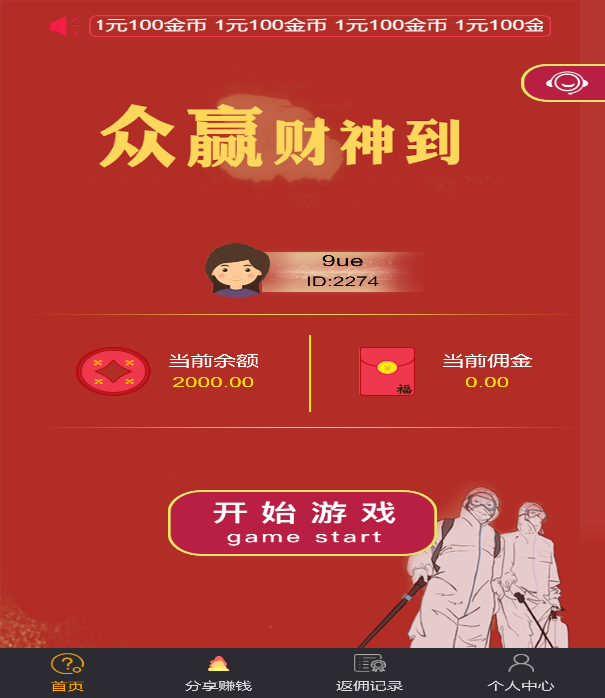 1元100金币 1元100金币 1元100金币 1元100金
众赢财神到
9ue
ID:2274
当前余额
2000.00
当前佣金
0.00
福
开始游戏
game start
首页
分享赚钱
返佣记录
个人中心